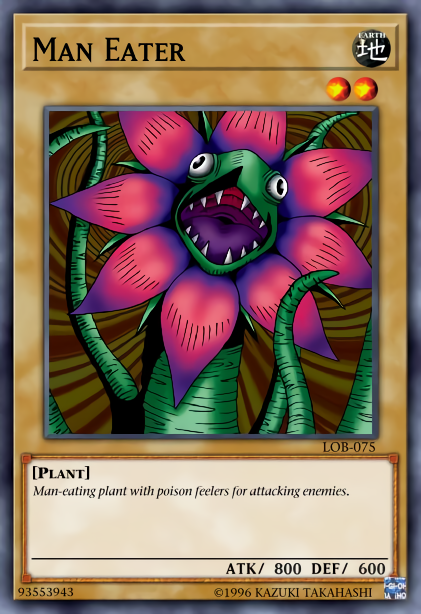 MAN EATER
EARTH
地
LOB-075
[PLANT]
Man-eating plant with poison feelers for attacking enemies.
ATK/ 800 DEF/ 600
93553943
©1996 KAZUKI TAKAHASHI